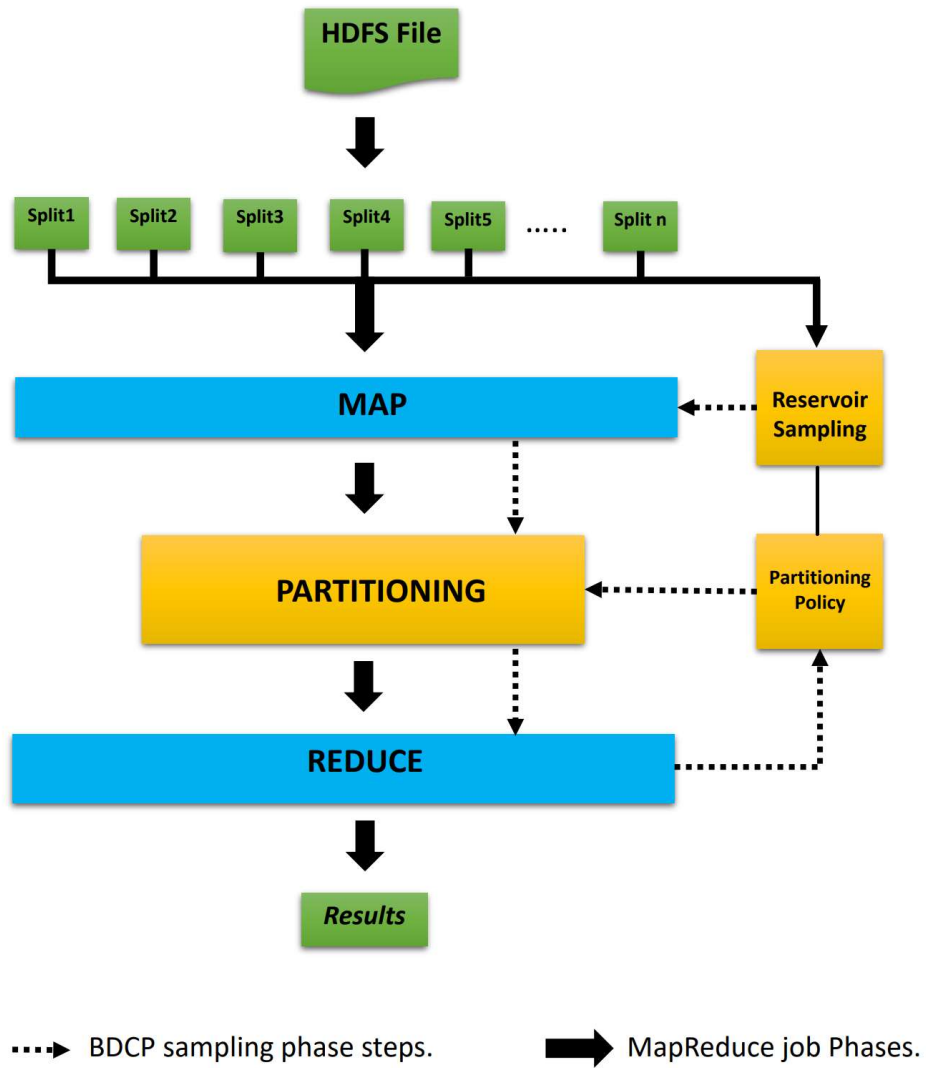 HDFS File
Split1 Split2 Split3 Split4 Split5 ..... Split n
MAP
Reservoir
Sampling
PARTITIONING
Partitioning
Policy
REDUCE
Results
BDCP sampling phase steps.
MapReduce job Phases.